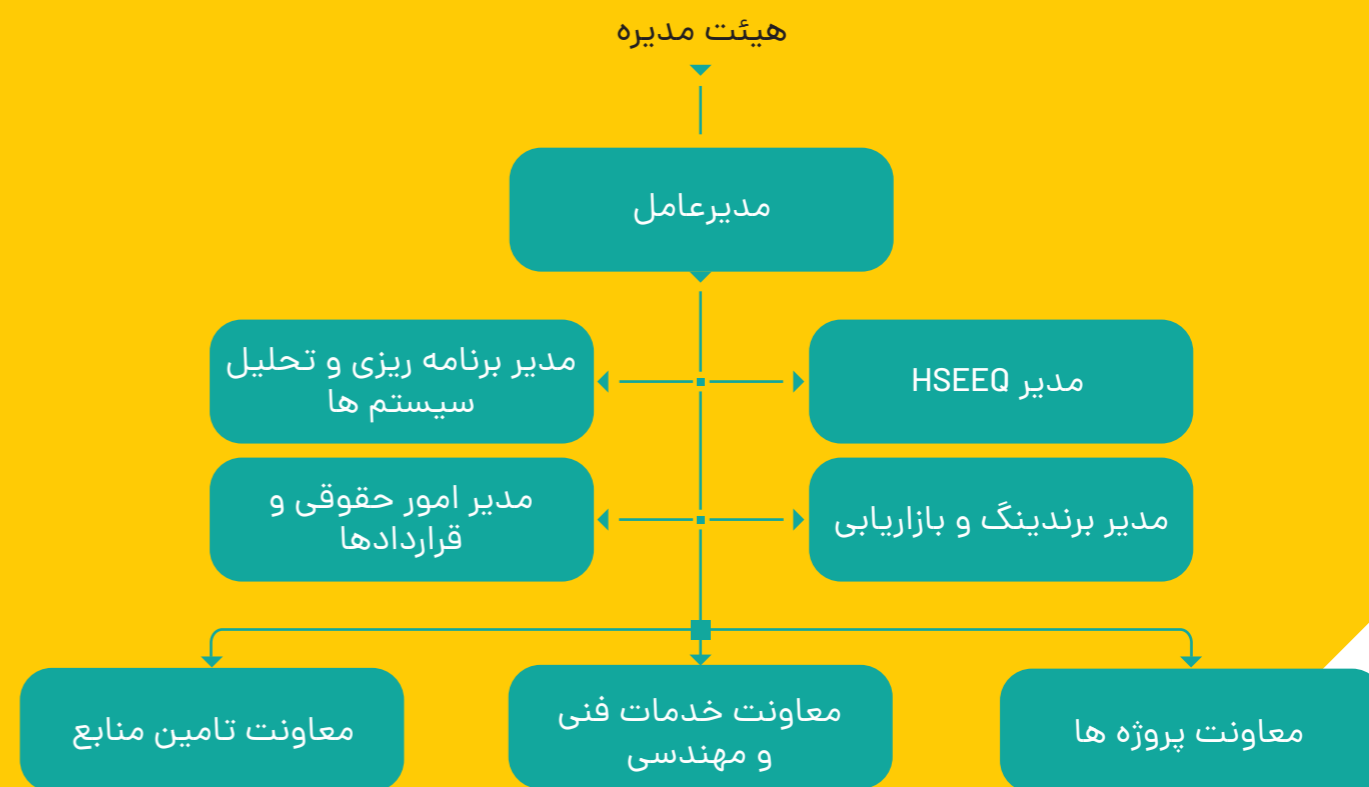 هیئت مدیره
مدیرعامل
مدیر HSEEQ
مدیر برنامه ریزی و تحلیل
سیستم ها
مدیر برندینگ و بازاریابی
مدیر امور حقوقی و
قراردادها
معاونت پروژه ها
معاونت خدمات فنی
و مهندسی
معاونت تامین منابع